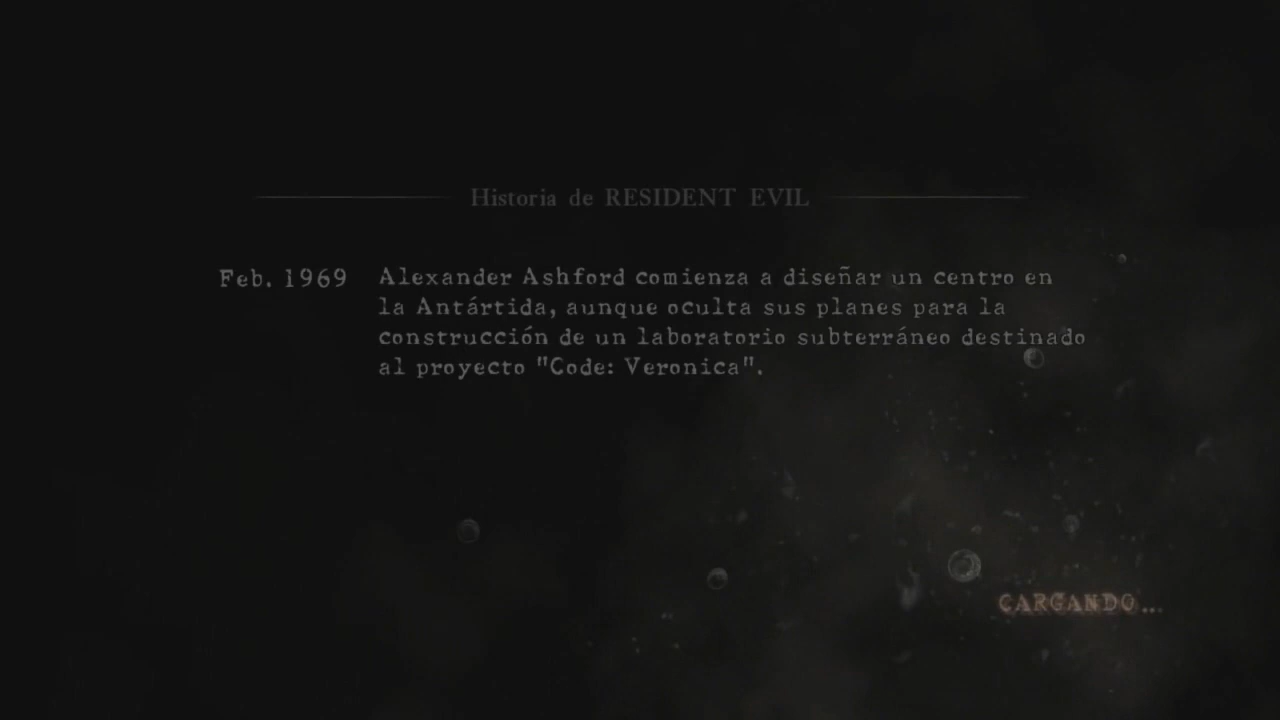 Historia de RESIDENT EVIL
Feb. 1969 Alexander Ashford comienza a diseñar un centro en
la Antártida, aunque oculta sus planes para la
construcción de un laboratorio subterráneo destinado
al proyecto "Code: Veronica".
CARGANDO...